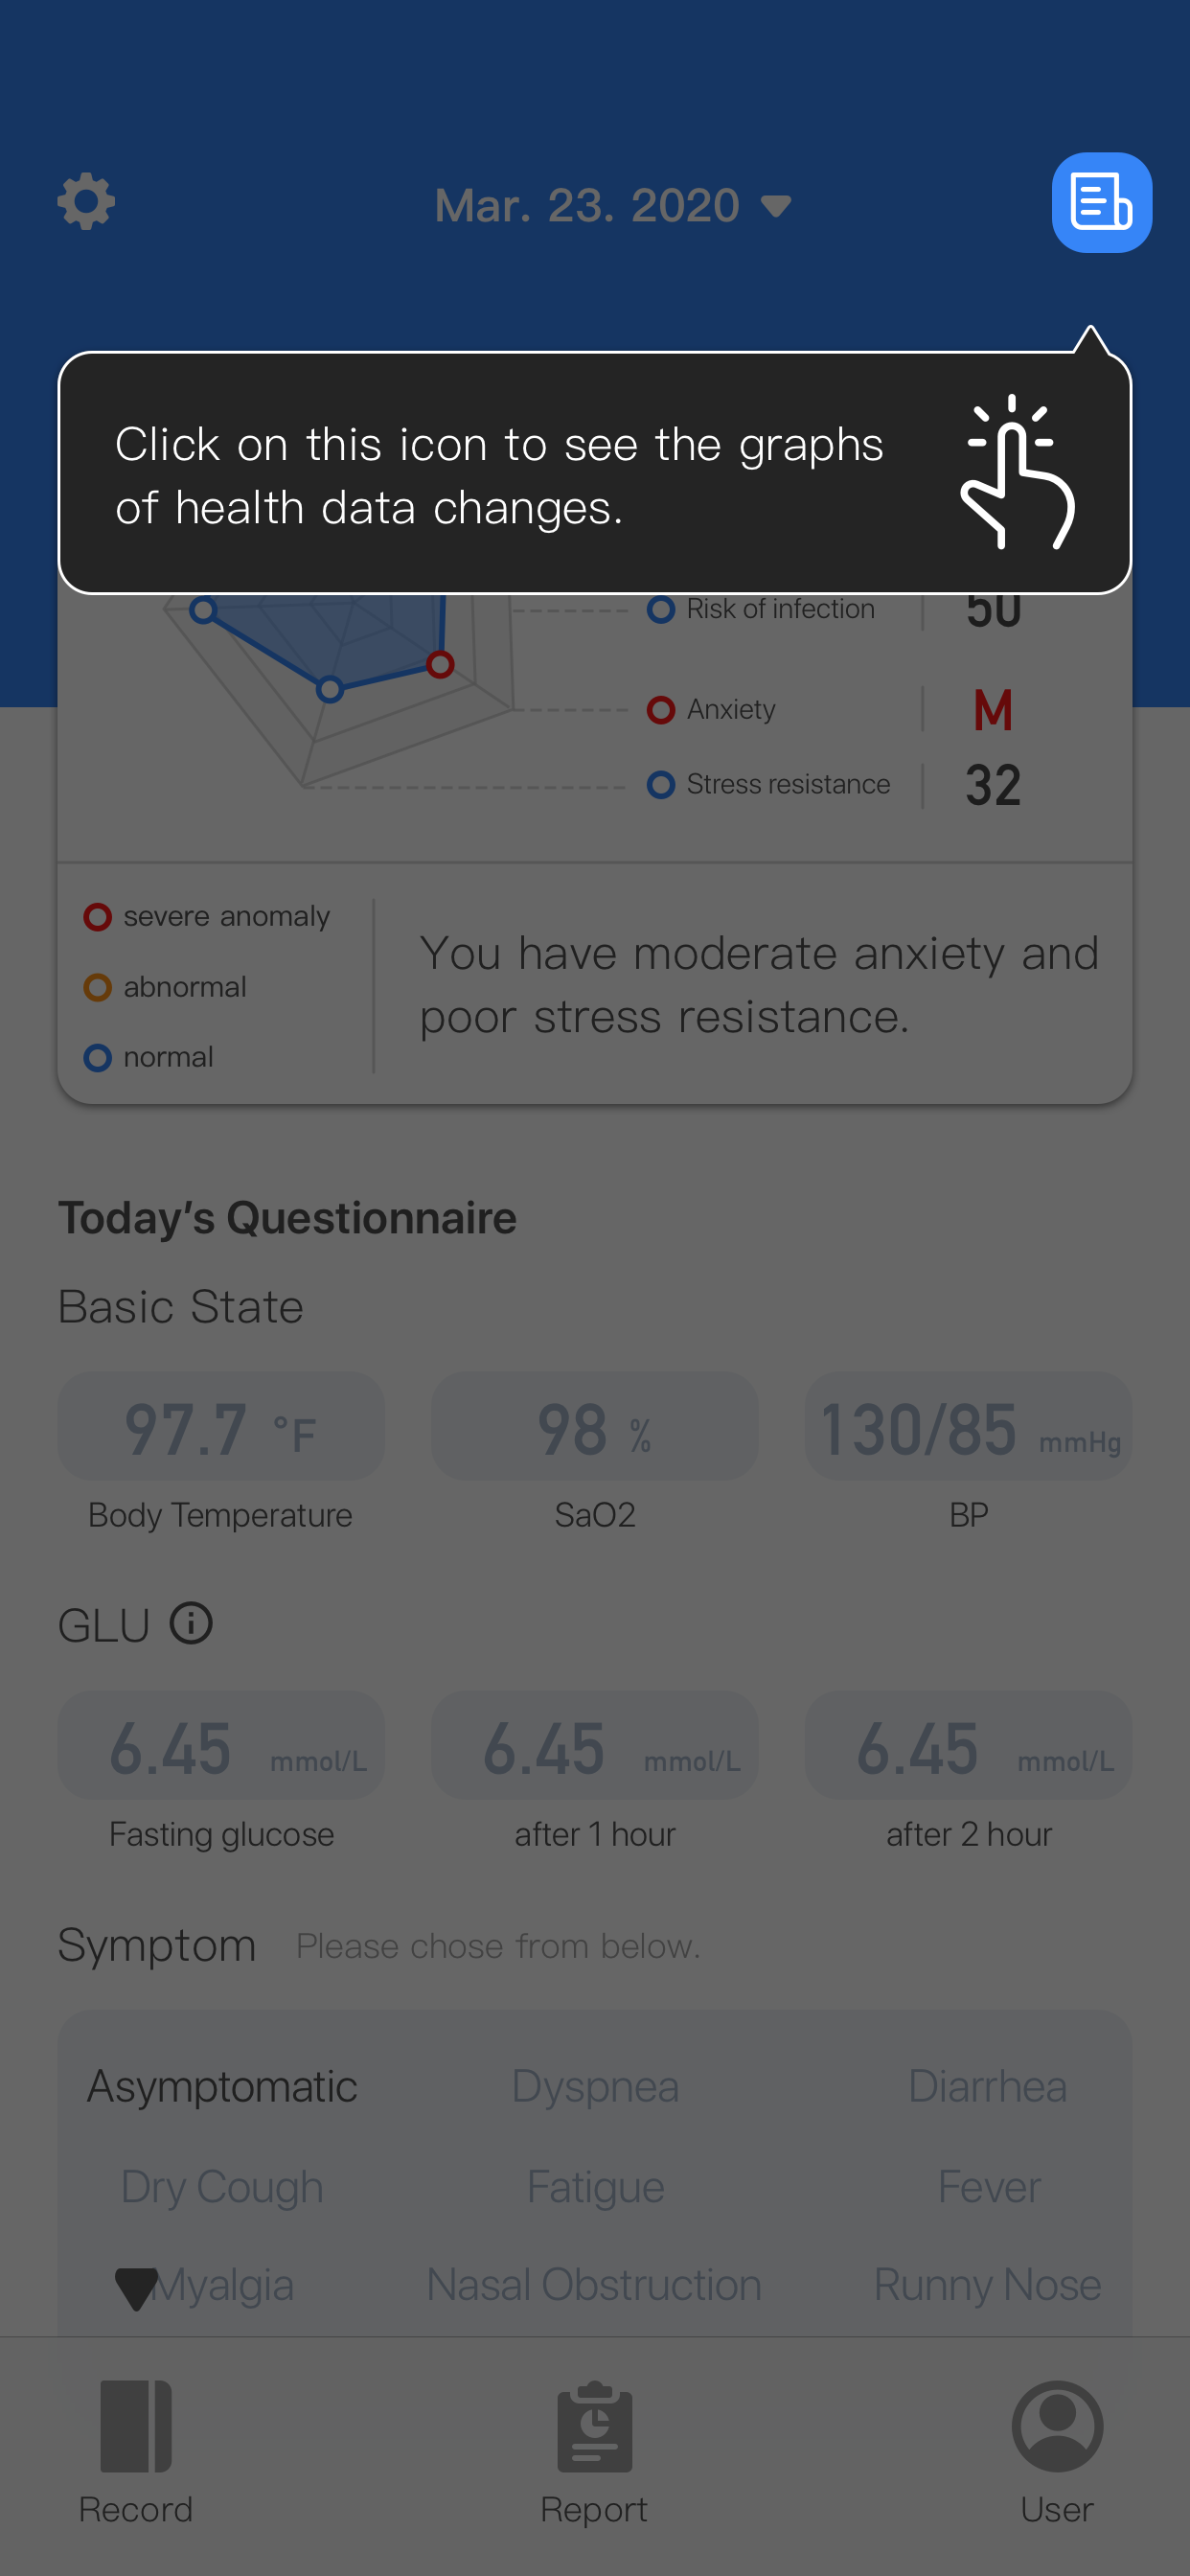 Mar. 23. 2020
Click on this icon to see the graphs
of health data changes.
Risk of infection 50
Anxiety M
Stress resistance 32
severe anomaly
abnormal
normal
You have moderate anxiety and
poor stress resistance.
Today's Questionnaire
Basic State
97.7 °F 98 % 130/85 mmHg
Body Temperature SaO2 BP
GLU
6.45 mmol/L 6.45 mmol/L 6.45 mmol/L
Fasting glucose after 1 hour after 2 hour
Symptom Please chose from below.
Asymptomatic Dyspnea Diarrhea
Dry Cough Fatigue Fever
Myalgia Nasal Obstruction Runny Nose
Record Report User